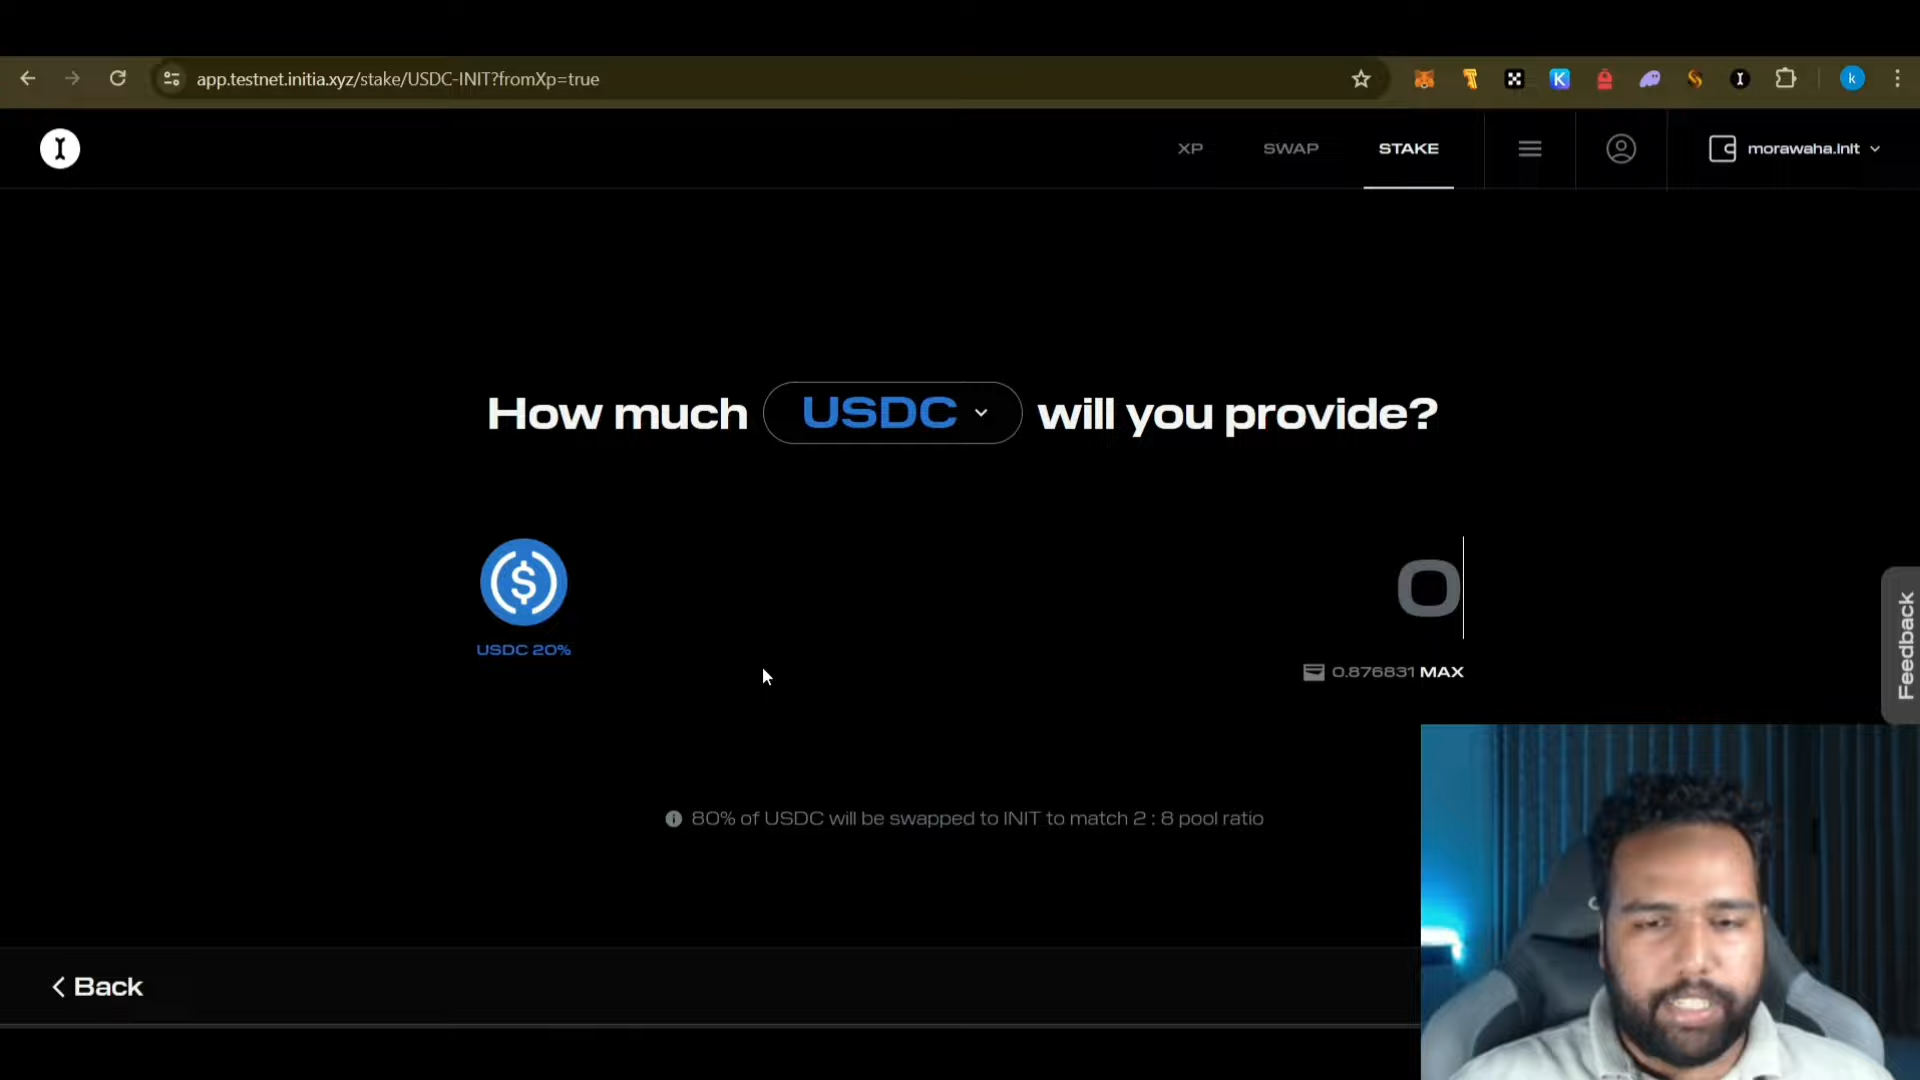 app.testnet.initia.xyz/stake/USDC-INIT?fromXp=true
K
k
XP
SWAP
STAKE
morawaha.init
How much USDC will you provide?
0
USDC 20%
0.876831 MAX
Feedback
80% of USDC will be swapped to INIT to match 2 : 8 pool ratio
Back